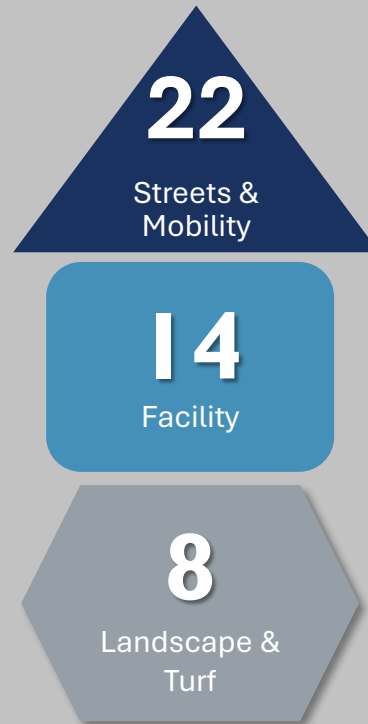 22
Streets &
Mobility
14
Facility
8
Landscape &
Turf